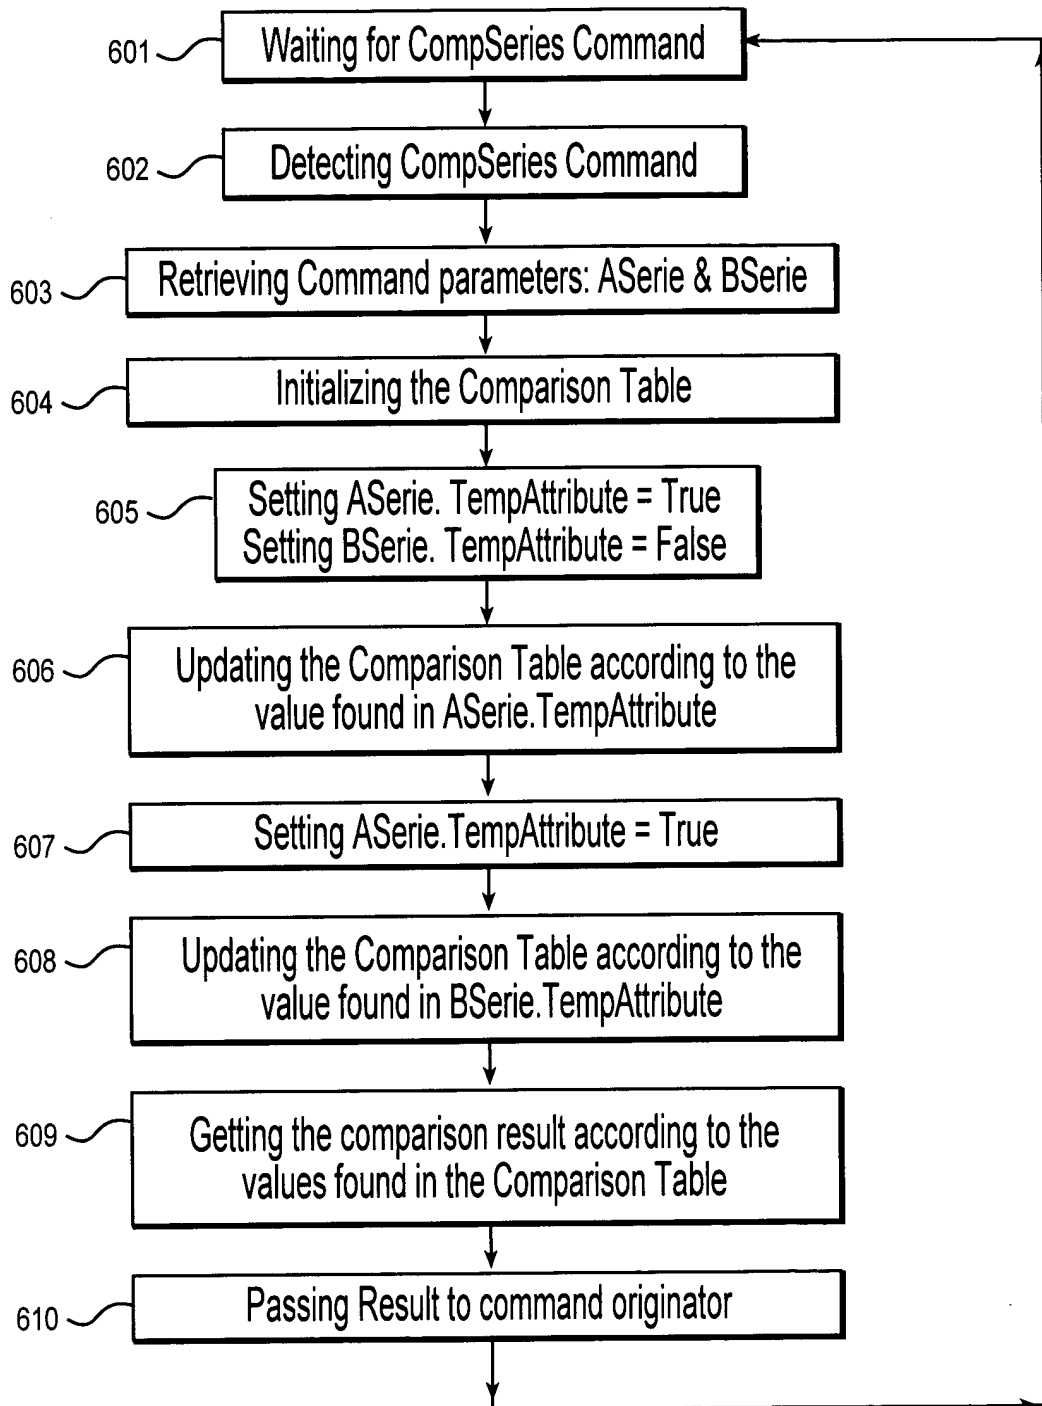 601 Waiting for CompSeries Command
602 Detecting CompSeries Command
603 Retrieving Command parameters: ASerie & BSerie
604 Initializing the Comparison Table
605 Setting ASerie. TempAttribute = True
Setting BSerie. TempAttribute = False
606 Updating the Comparison Table according to the
value found in ASerie.TempAttribute
607 Setting ASerie.TempAttribute = True
608 Updating the Comparison Table according to the
value found in BSerie.TempAttribute
609 Getting the comparison result according to the
values found in the Comparison Table
610 Passing Result to command originator